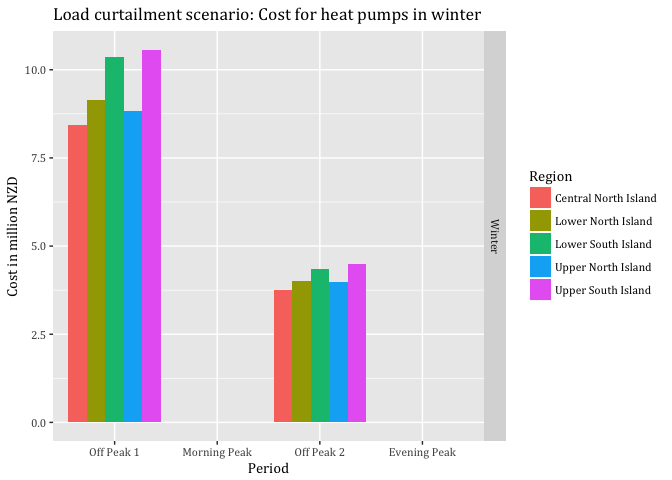 Load curtailment scenario: Cost for heat pumps in winter
10.0
7.5
5.0
2.5
0.0
Cost in million NZD
Off Peak 1
Morning Peak
Off Peak 2
Evening Peak
Period
Winter
Region
Central North Island
Lower North Island
Lower South Island
Upper North Island
Upper South Island